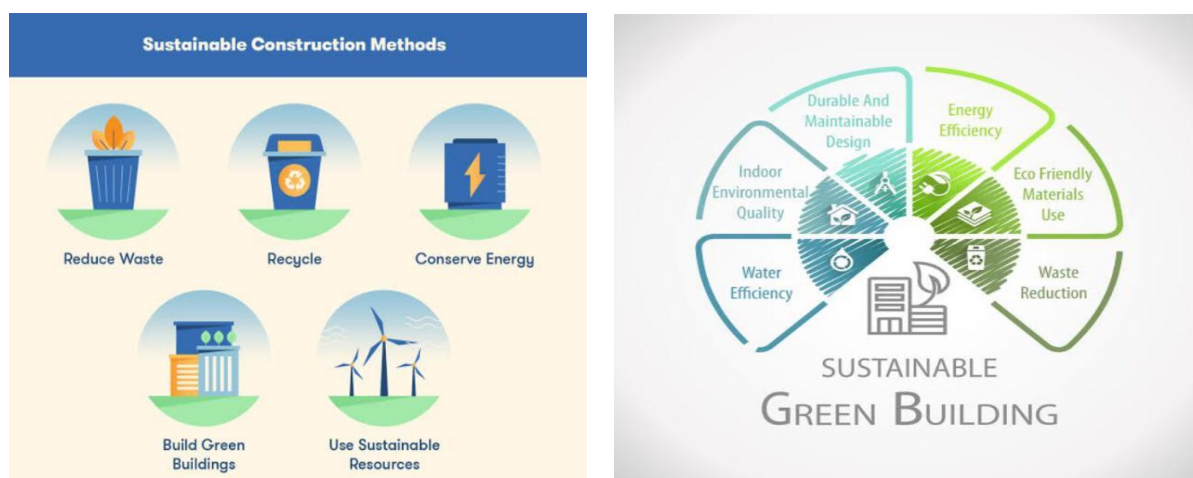 Sustainable Construction Methods
Reduce Waste
Recycle
Conserve Energy
Build Green
Buildings
Use Sustainable
Resources
Water
Efficiency
Indoor
Environmental
Quality
Durable And
Maintainable
Design
Energy
Efficiency
Eco Friendly
Materials
Use
Waste
Reduction
SUSTAINABLE
GREEN BUILDING